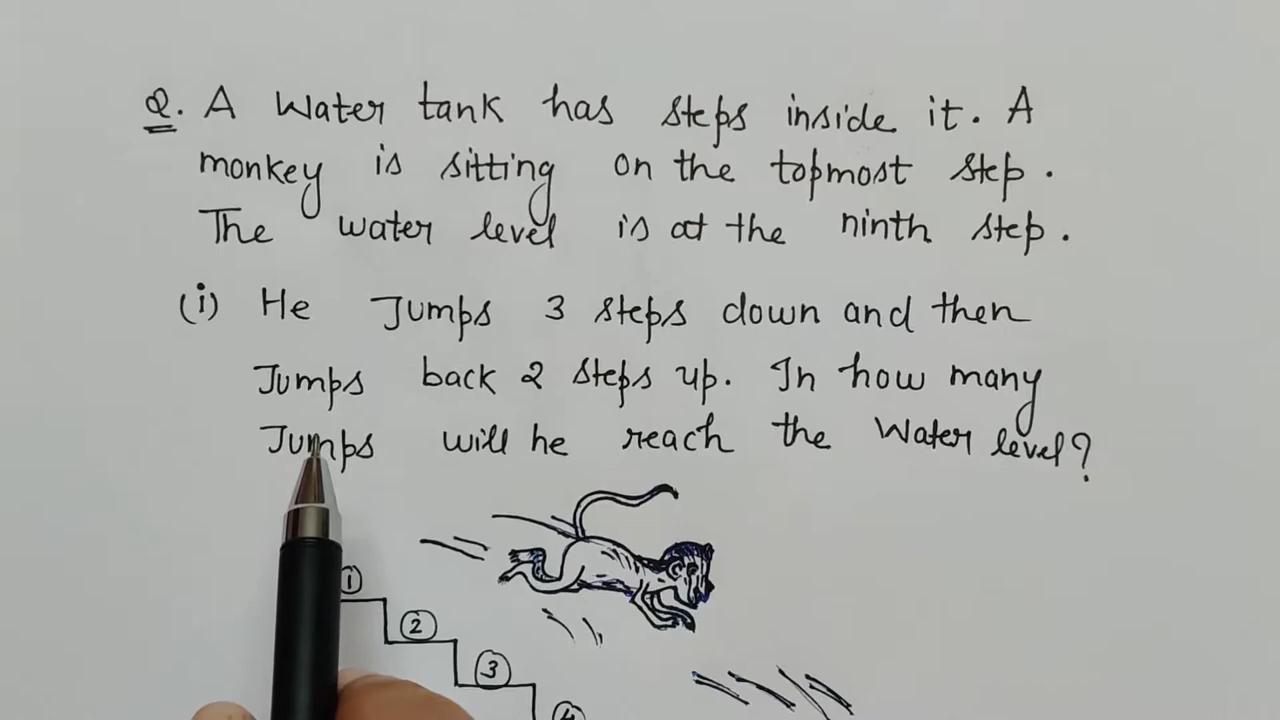 Q. A Water tank has steps inside it. A
monkey is sitting on the topmost step.
The water level is at the ninth step.
(i) He Jumps 3 steps down and then
Jumps back 2 steps up. In how many
Jumps will he reach the Water level?
1
2
3
4